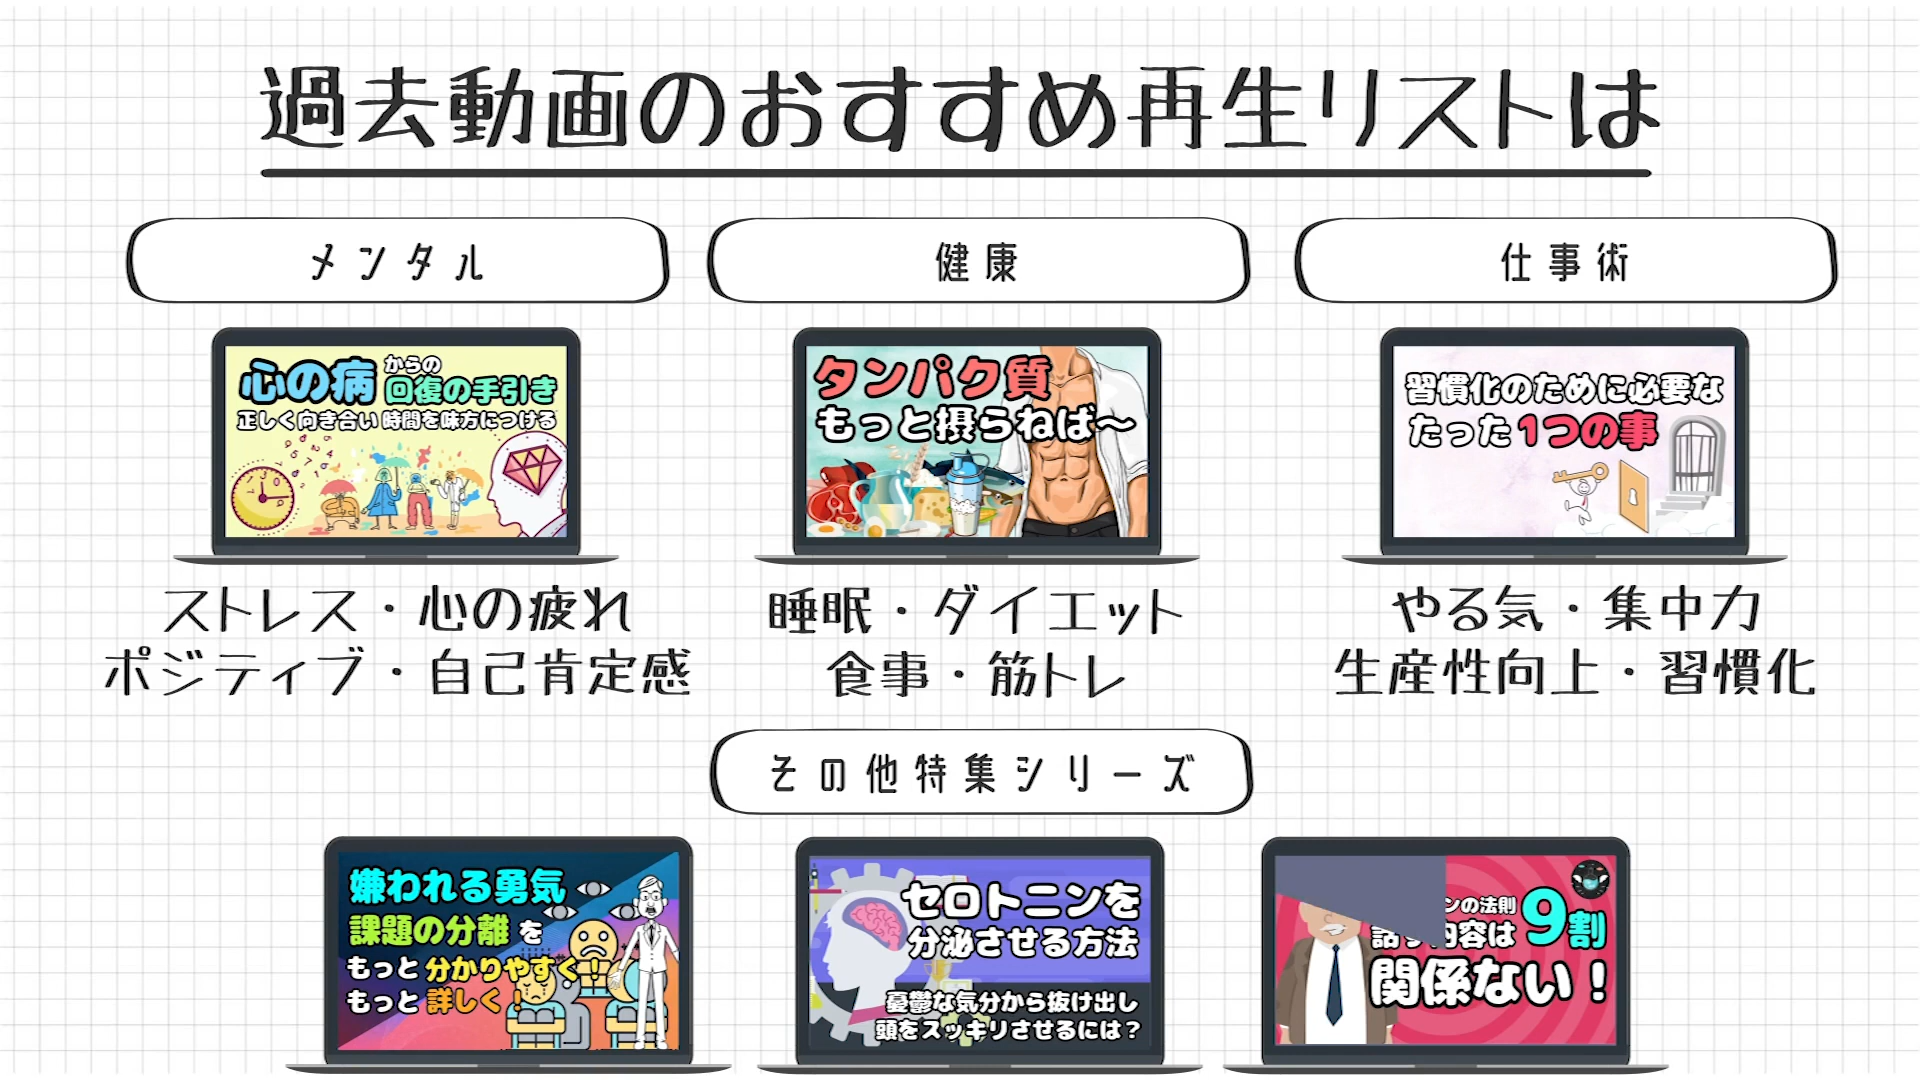 過去動画のおすすめ再生リストは
メンタル
健康
仕事術
心の病からの
回復の手引き
正しく向き合い時間を味方につける
タンパク質
もっと摂らねば〜
習慣化のために必要な
たった1つの事
ストレス・心の疲れ
ポジティブ・自己肯定感
睡眠・ダイエット
食事・筋トレ
やる気・集中力
生産性向上・習慣化
その他特集シリーズ
嫌われる勇気
課題の分離を
もっと分かりやすく！
もっと詳しく！
セロトニンを
分泌させる方法
憂鬱な気分から抜け出し
頭をスッキリさせるには？
ンの法則
内容は9割
関係ない！